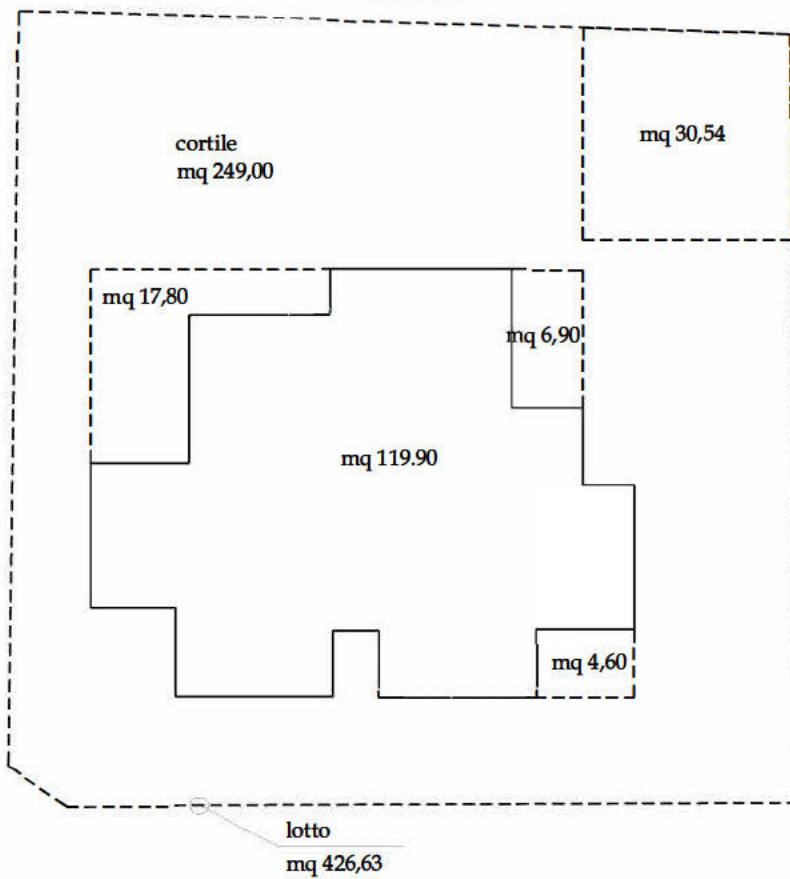 cortile
mq 249,00
mq 30,54
mq 17,80
mq 6,90
mq 119.90
mq 4,60
lotto
mq 426,63